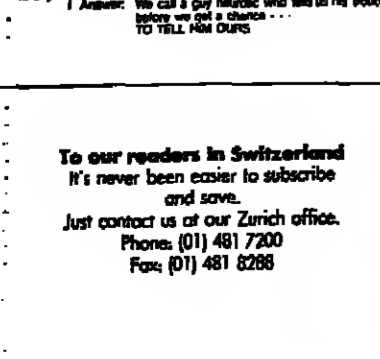 Answer: We call a guy neurotic who tells us his troubles
before we get a chance - - -
TO TELL HIM OURS
To our readers in Switzerland
It's never been easier to subscribe
and save.
Just contact us at our Zurich office.
Phone: (01) 481 7200
Fax: (01) 481 8288